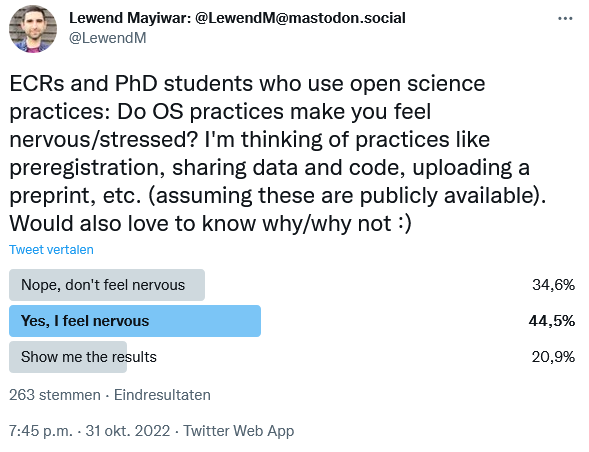 Lewend Mayiwar: @LewendM@mastodon.social
@LewendM
ECRs and PhD students who use open science
practices: Do OS practices make you feel
nervous/stressed? I'm thinking of practices like
preregistration, sharing data and code, uploading a
preprint, etc. (assuming these are publicly available).
Would also love to know why/why not :)
Tweet vertalen
Nope, don't feel nervous 34,6%
Yes, I feel nervous 44,5%
Show me the results 20,9%
263 stemmen · Eindresultaten
7:45 p.m. · 31 okt. 2022 · Twitter Web App